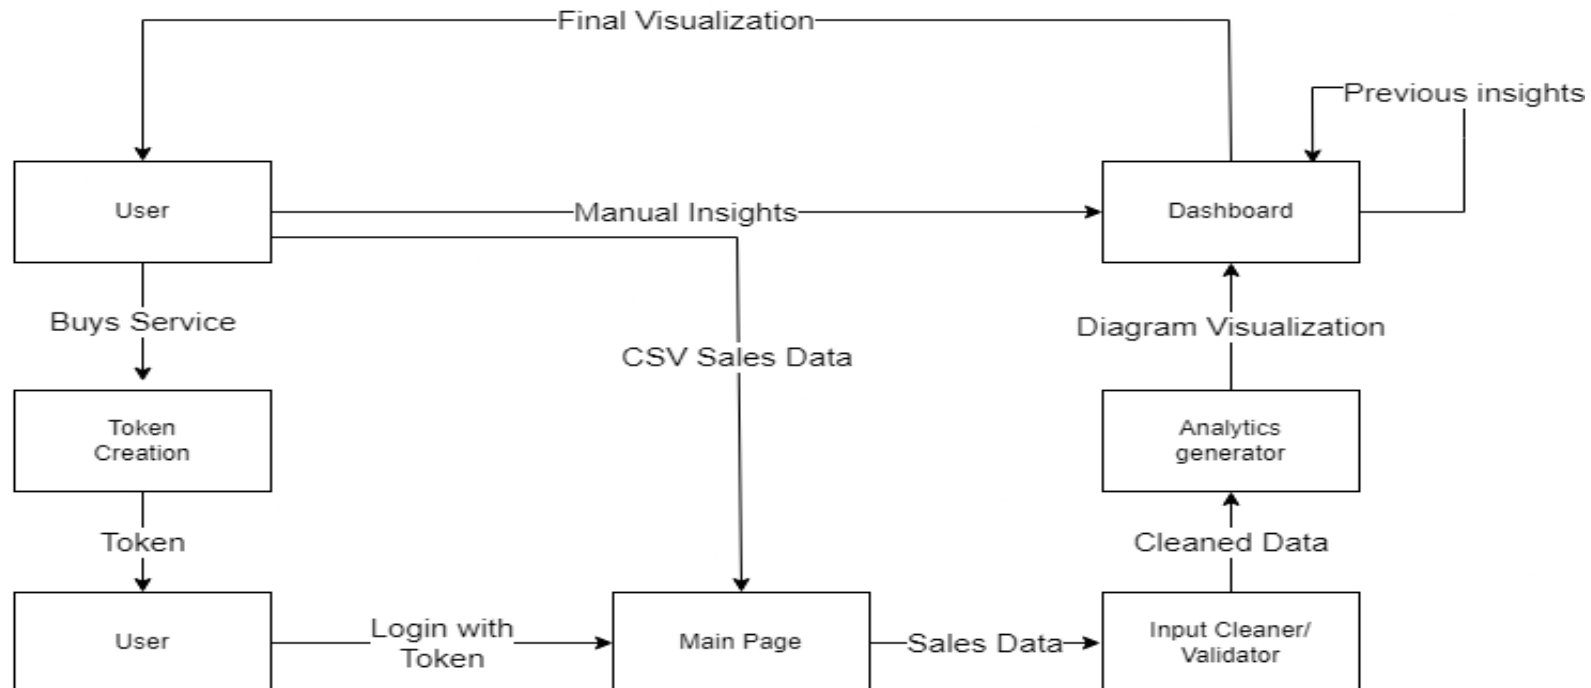 Final Visualization
Previous insights
User
Manual Insights
Dashboard
Buys Service
CSV Sales Data
Diagram Visualization
Token
Creation
Analytics
generator
Token
Cleaned Data
User
Login with
Token
Main Page
Sales Data
Input Cleaner/
Validator